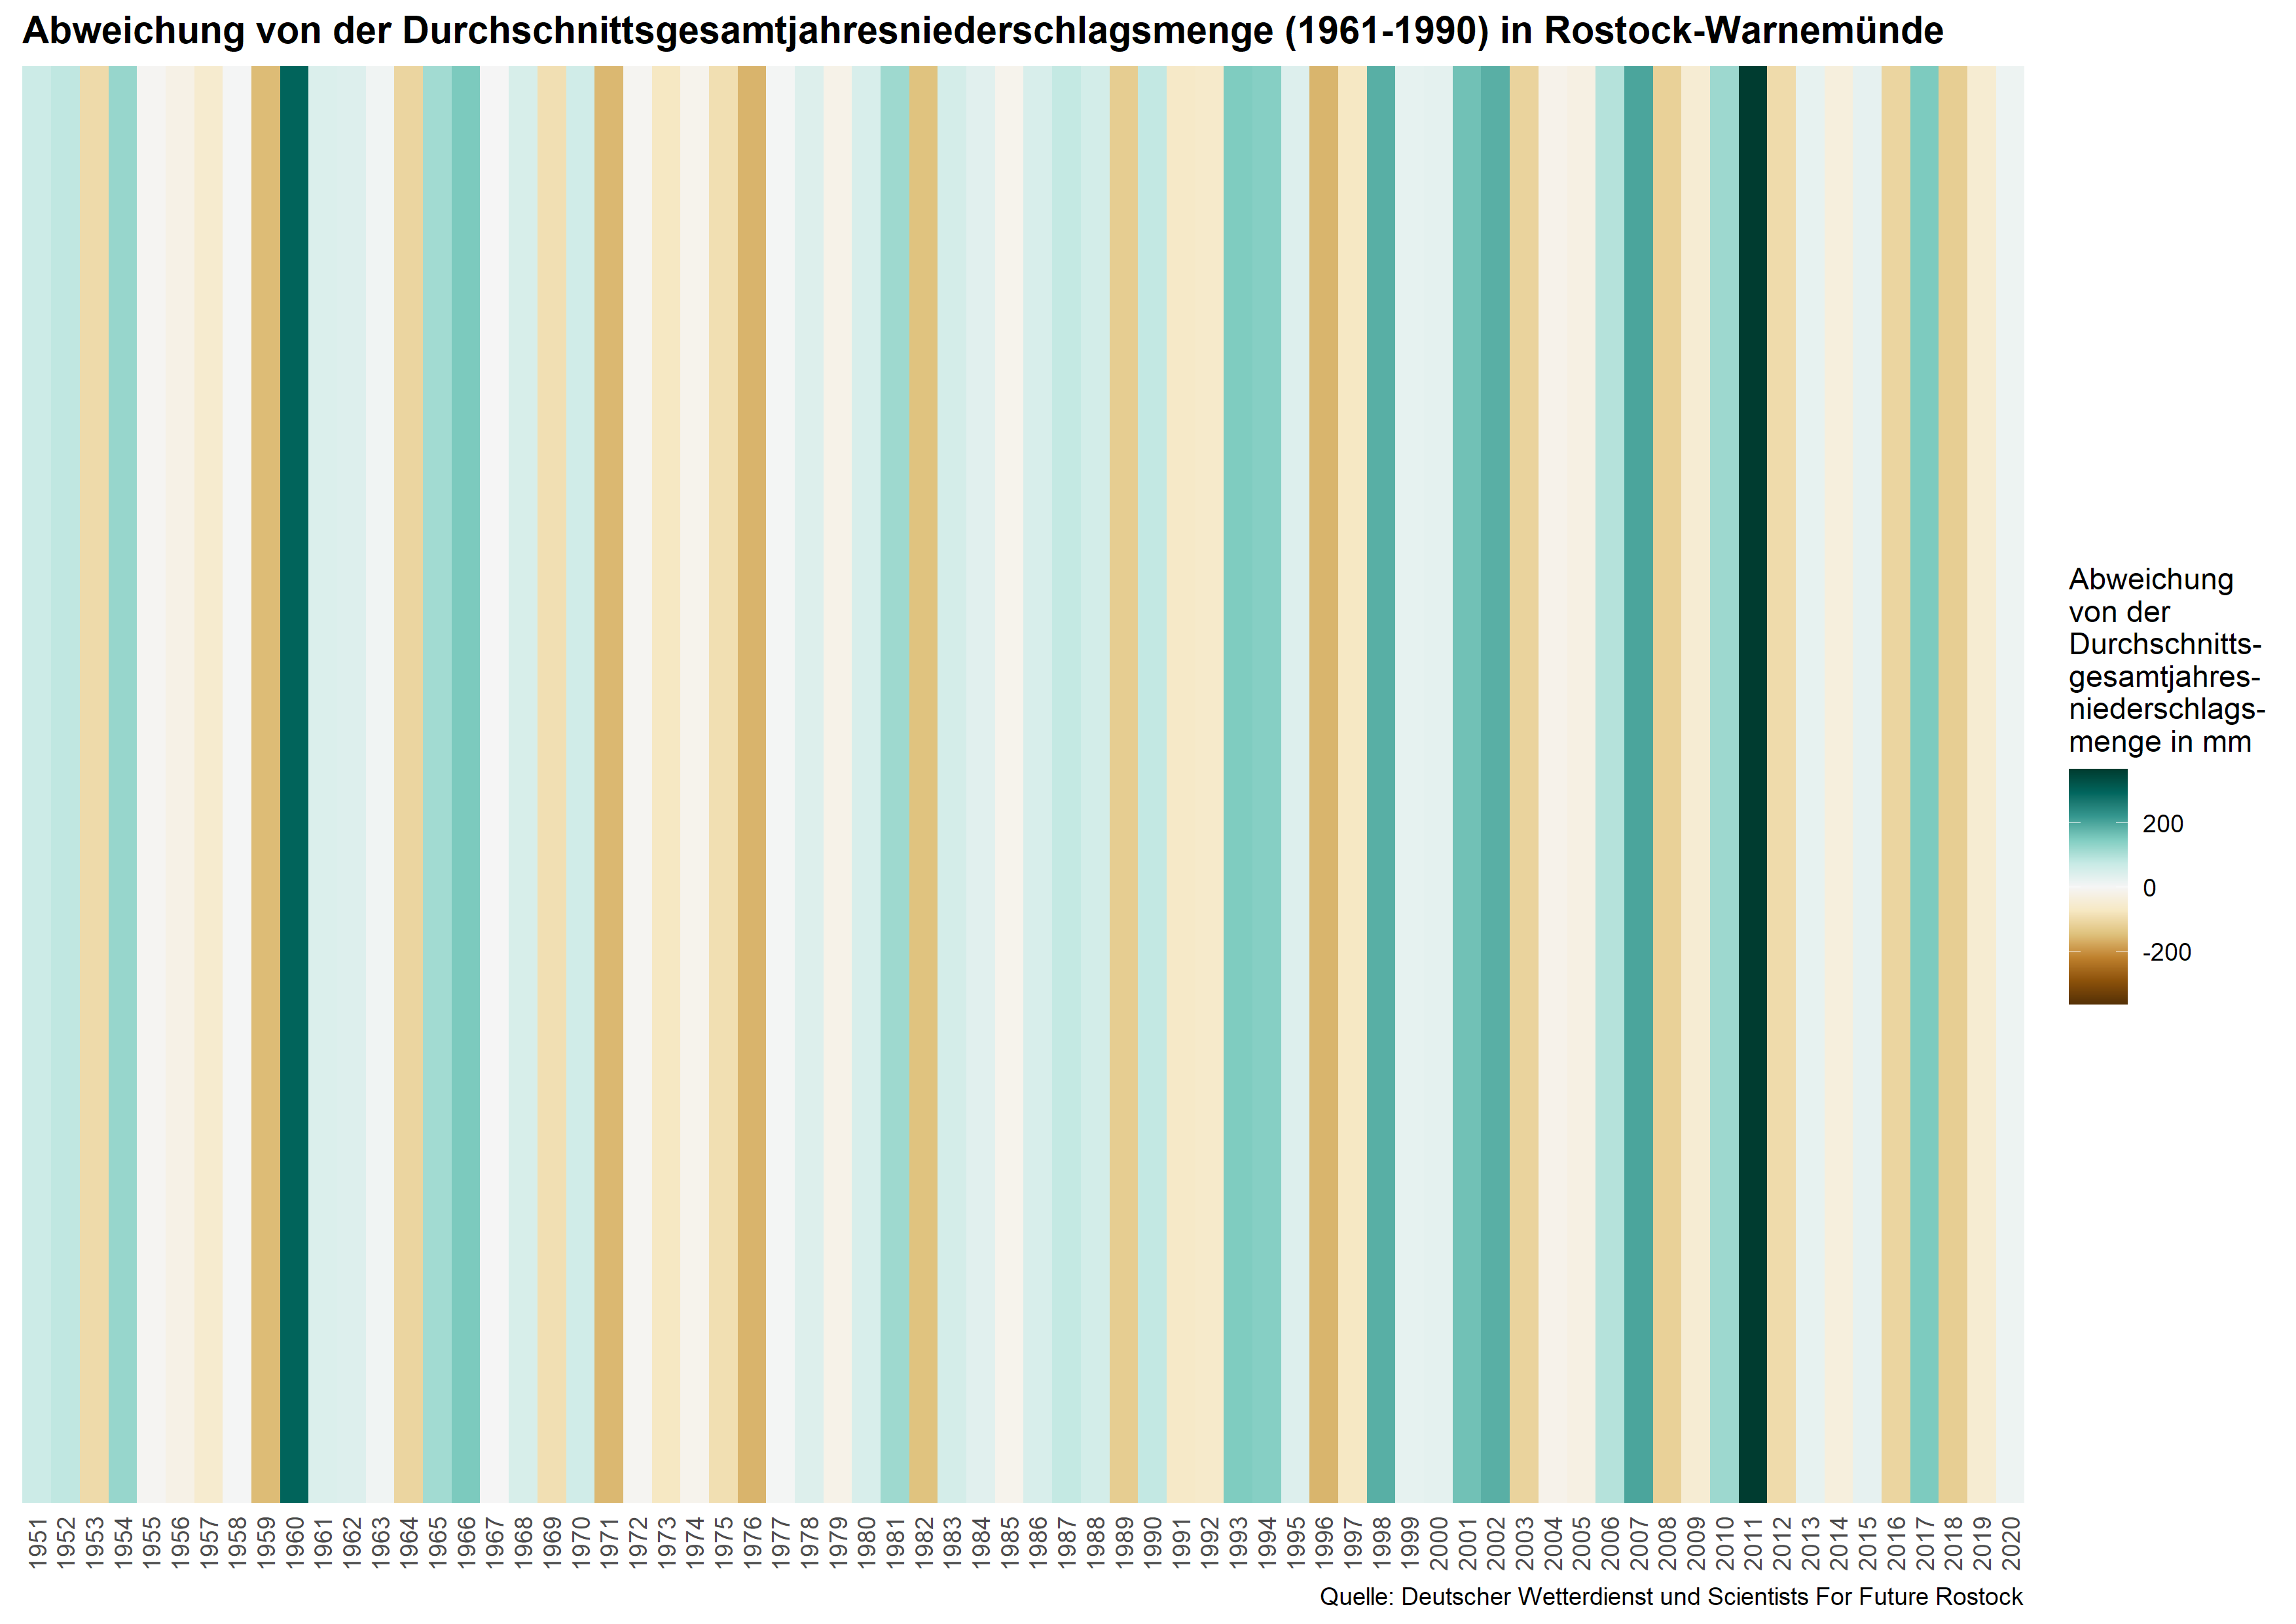 Abweichung von der Durchschnittsgesamtjahresniederschlagsmenge (1961-1990) in Rostock-Warnemünde
Abweichung
von der
Durchschnitts-
gesamtjahres-
niederschlags-
menge in mm
200
0
-200
1951 1952 1953 1954 1955 1956 1957 1958 1959 1960 1961 1962 1963 1964 1965 1966 1967 1968 1969 1970 1971 1972 1973 1974 1975 1976 1977 1978 1979 1980 1981 1982 1983 1984 1985 1986 1987 1988 1989 1990 1991 1992 1993 1994 1995 1996 1997 1998 1999 2000 2001 2002 2003 2004 2005 2006 2007 2008 2009 2010 2011 2012 2013 2014 2015 2016 2017 2018 2019 2020
Quelle: Deutscher Wetterdienst und Scientists For Future Rostock